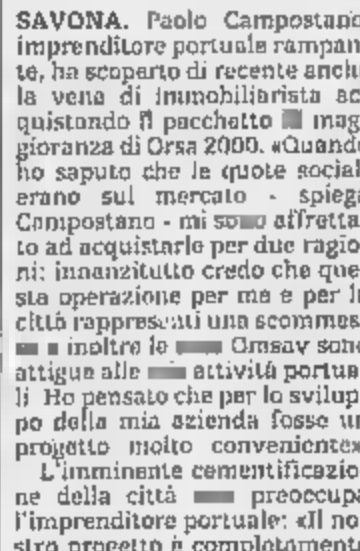 SAVONA. Paolo Campostano
imprenditore portuale rampan
te, ha scoperto di recente anch
la vena di immobiliarista ac
quistando il pacchetto mag
gioranza di Orsa 2000. «Quand
ho saputo che le quote social
erano sul mercato - spiega
Campostano - mi sono affretta
to ad acquistarle per due ragio
ni: innanzitutto credo che que
sta operazione per me e per l
città rappresenti una scommes
inoltre le Omsav sono
attigue alle attività portua
li Ho pensato che per lo svilup
po della mia azienda fosse un
progetto molto conveniente»
L'imminente cementificazio
ne della città preoccupa
l'imprenditore portuale: «Il no
stro progetto è completament